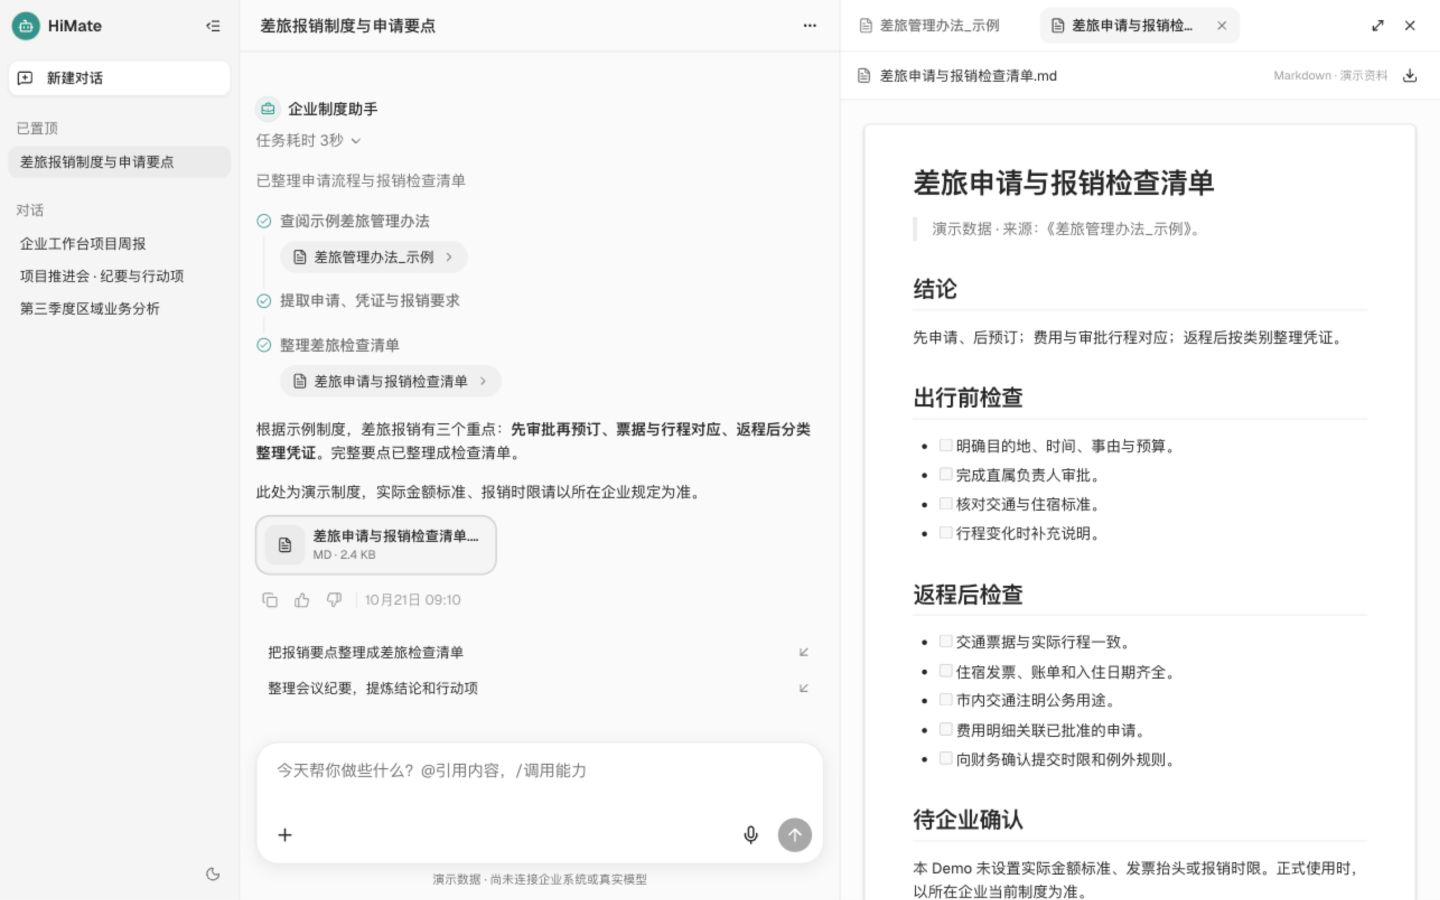 HiMate
新建对话
已置顶
差旅报销制度与申请要点
对话
企业工作台项目周报
项目推进会 · 纪要与行动项
第三季度区域业务分析
差旅报销制度与申请要点
企业制度助手
任务耗时 3秒
已整理申请流程与报销检查清单
查阅示例差旅管理办法
差旅管理办法_示例
提取申请、凭证与报销要求
整理差旅检查清单
差旅申请与报销检查清单
根据示例制度，差旅报销有三个重点：先审批再预订、票据与行程对应、返程后分类
整理凭证。完整要点已整理成检查清单。
此处为演示制度，实际金额标准、报销时限请以所在企业规定为准。
差旅申请与报销检查清单....
MD · 2.4 KB
10月21日 09:10
把报销要点整理成差旅检查清单
整理会议纪要，提炼结论和行动项
今天帮你做些什么？@引用内容，/调用能力
演示数据 · 尚未连接企业系统或真实模型
差旅管理办法_示例
差旅申请与报销检...
差旅申请与报销检查清单.md
Markdown · 演示资料
差旅申请与报销检查清单
演示数据 · 来源：《差旅管理办法_示例》。
结论
先申请、后预订；费用与审批行程对应；返程后按类别整理凭证。
出行前检查
明确目的地、时间、事由与预算。
完成直属负责人审批。
核对交通与住宿标准。
行程变化时补充说明。
返程后检查
交通票据与实际行程一致。
住宿发票、账单和入住日期齐全。
市内交通注明公务用途。
费用明细关联已批准的申请。
向财务确认提交时限和例外规则。
待企业确认
本 Demo 未设置实际金额标准、发票抬头或报销时限。正式使用时，
以所在企业当前制度为准。